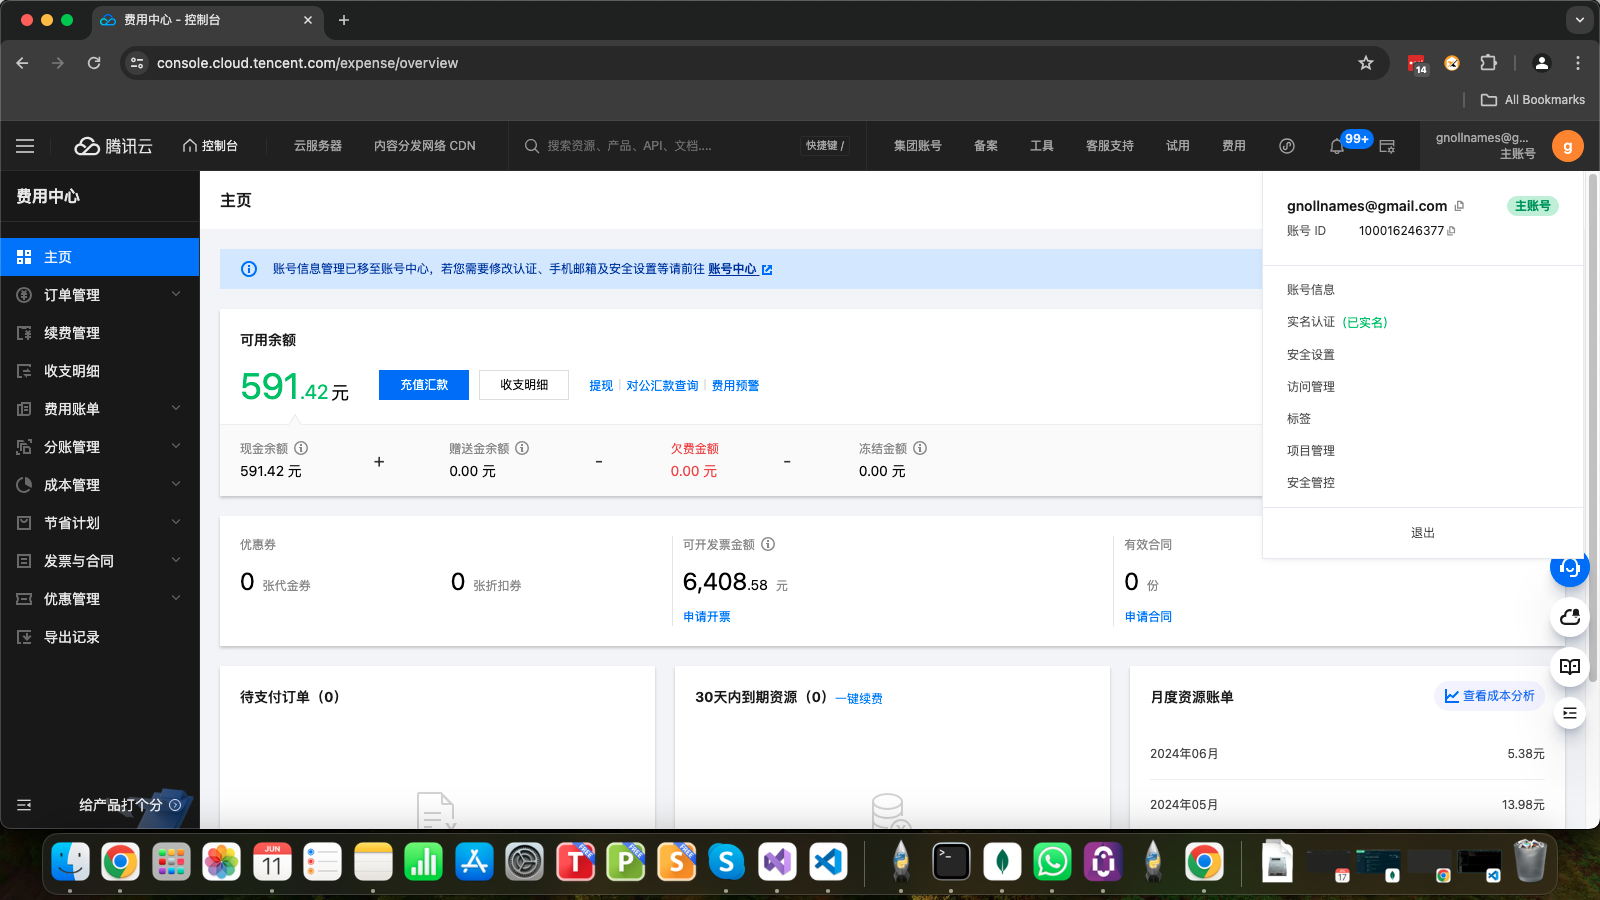 费用中心 - 控制台
console.cloud.tencent.com/expense/overview
14
All Bookmarks
腾讯云
控制台
云服务器
内容分发网络 CDN
搜索资源、产品、API、文档....
快捷键 /
集团账号
备案
工具
客服支持
试用
费用
99+
gnollnames@g...
主账号
g
费用中心
主页
订单管理
续费管理
收支明细
费用账单
分账管理
成本管理
节省计划
发票与合同
优惠管理
导出记录
给产品打个分
主页
账号信息管理已移至账号中心，若您需要修改认证、手机邮箱及安全设置等请前往 账号中心
可用余额
591.42 元
充值汇款
收支明细
提现
对公汇款查询
费用预警
现金余额
591.42 元
+
赠送金余额
0.00 元
-
欠费金额
0.00 元
-
冻结金额
0.00 元
优惠券
0 张代金券
0 张折扣券
可开发票金额
6,408.58 元
申请开票
有效合同
0 份
申请合同
待支付订单（0）
30天内到期资源（0） 一键续费
月度资源账单
查看成本分析
2024年06月 5.38元
2024年05月 13.98元
gnollnames@gmail.com
主账号
账号 ID 100016246377
账号信息
实名认证 (已实名)
安全设置
访问管理
标签
项目管理
安全管控
退出
JUN
11
T
FREE
P
FREE
S
FREE
S
17